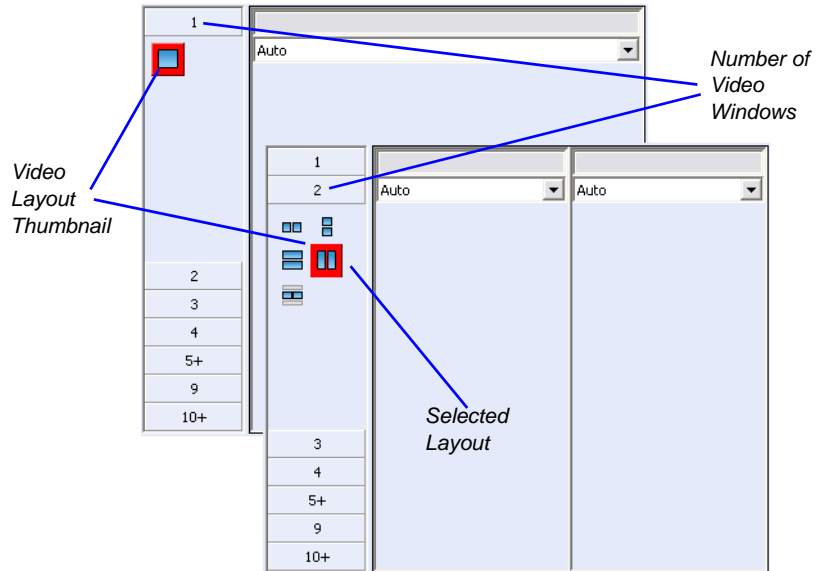 1
Auto
Number of
Video
Windows
Video
Layout
Thumbnail
1
2
Auto
Auto
2
3
4
5+
9
10+
Selected
Layout
3
4
5+
9
10+